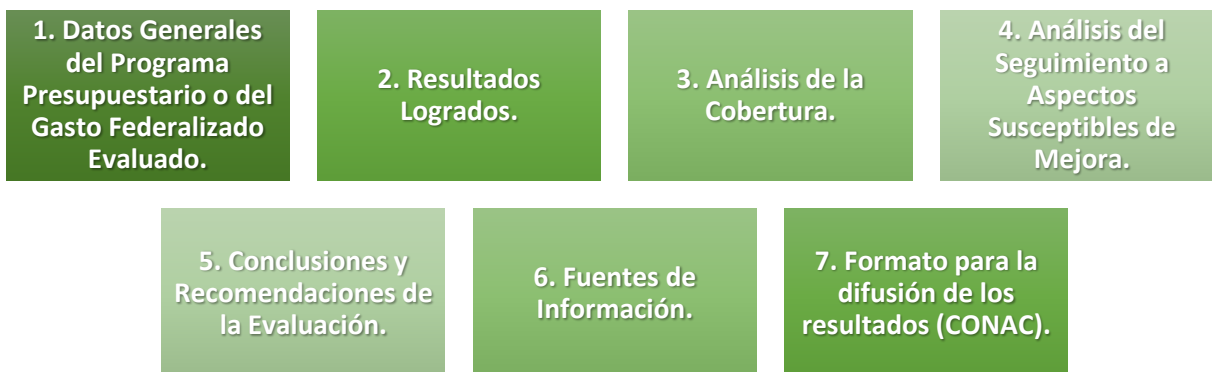 1. Datos Generales
del Programa
Presupuestario o del
Gasto Federalizado
Evaluado.
2. Resultados
Logrados.
3. Análisis de la
Cobertura.
4. Análisis del
Seguimiento a
Aspectos
Susceptibles de
Mejora.
5. Conclusiones y
Recomendaciones de
la Evaluación.
6. Fuentes de
Información.
7. Formato para la
difusión de los
resultados (CONAC).